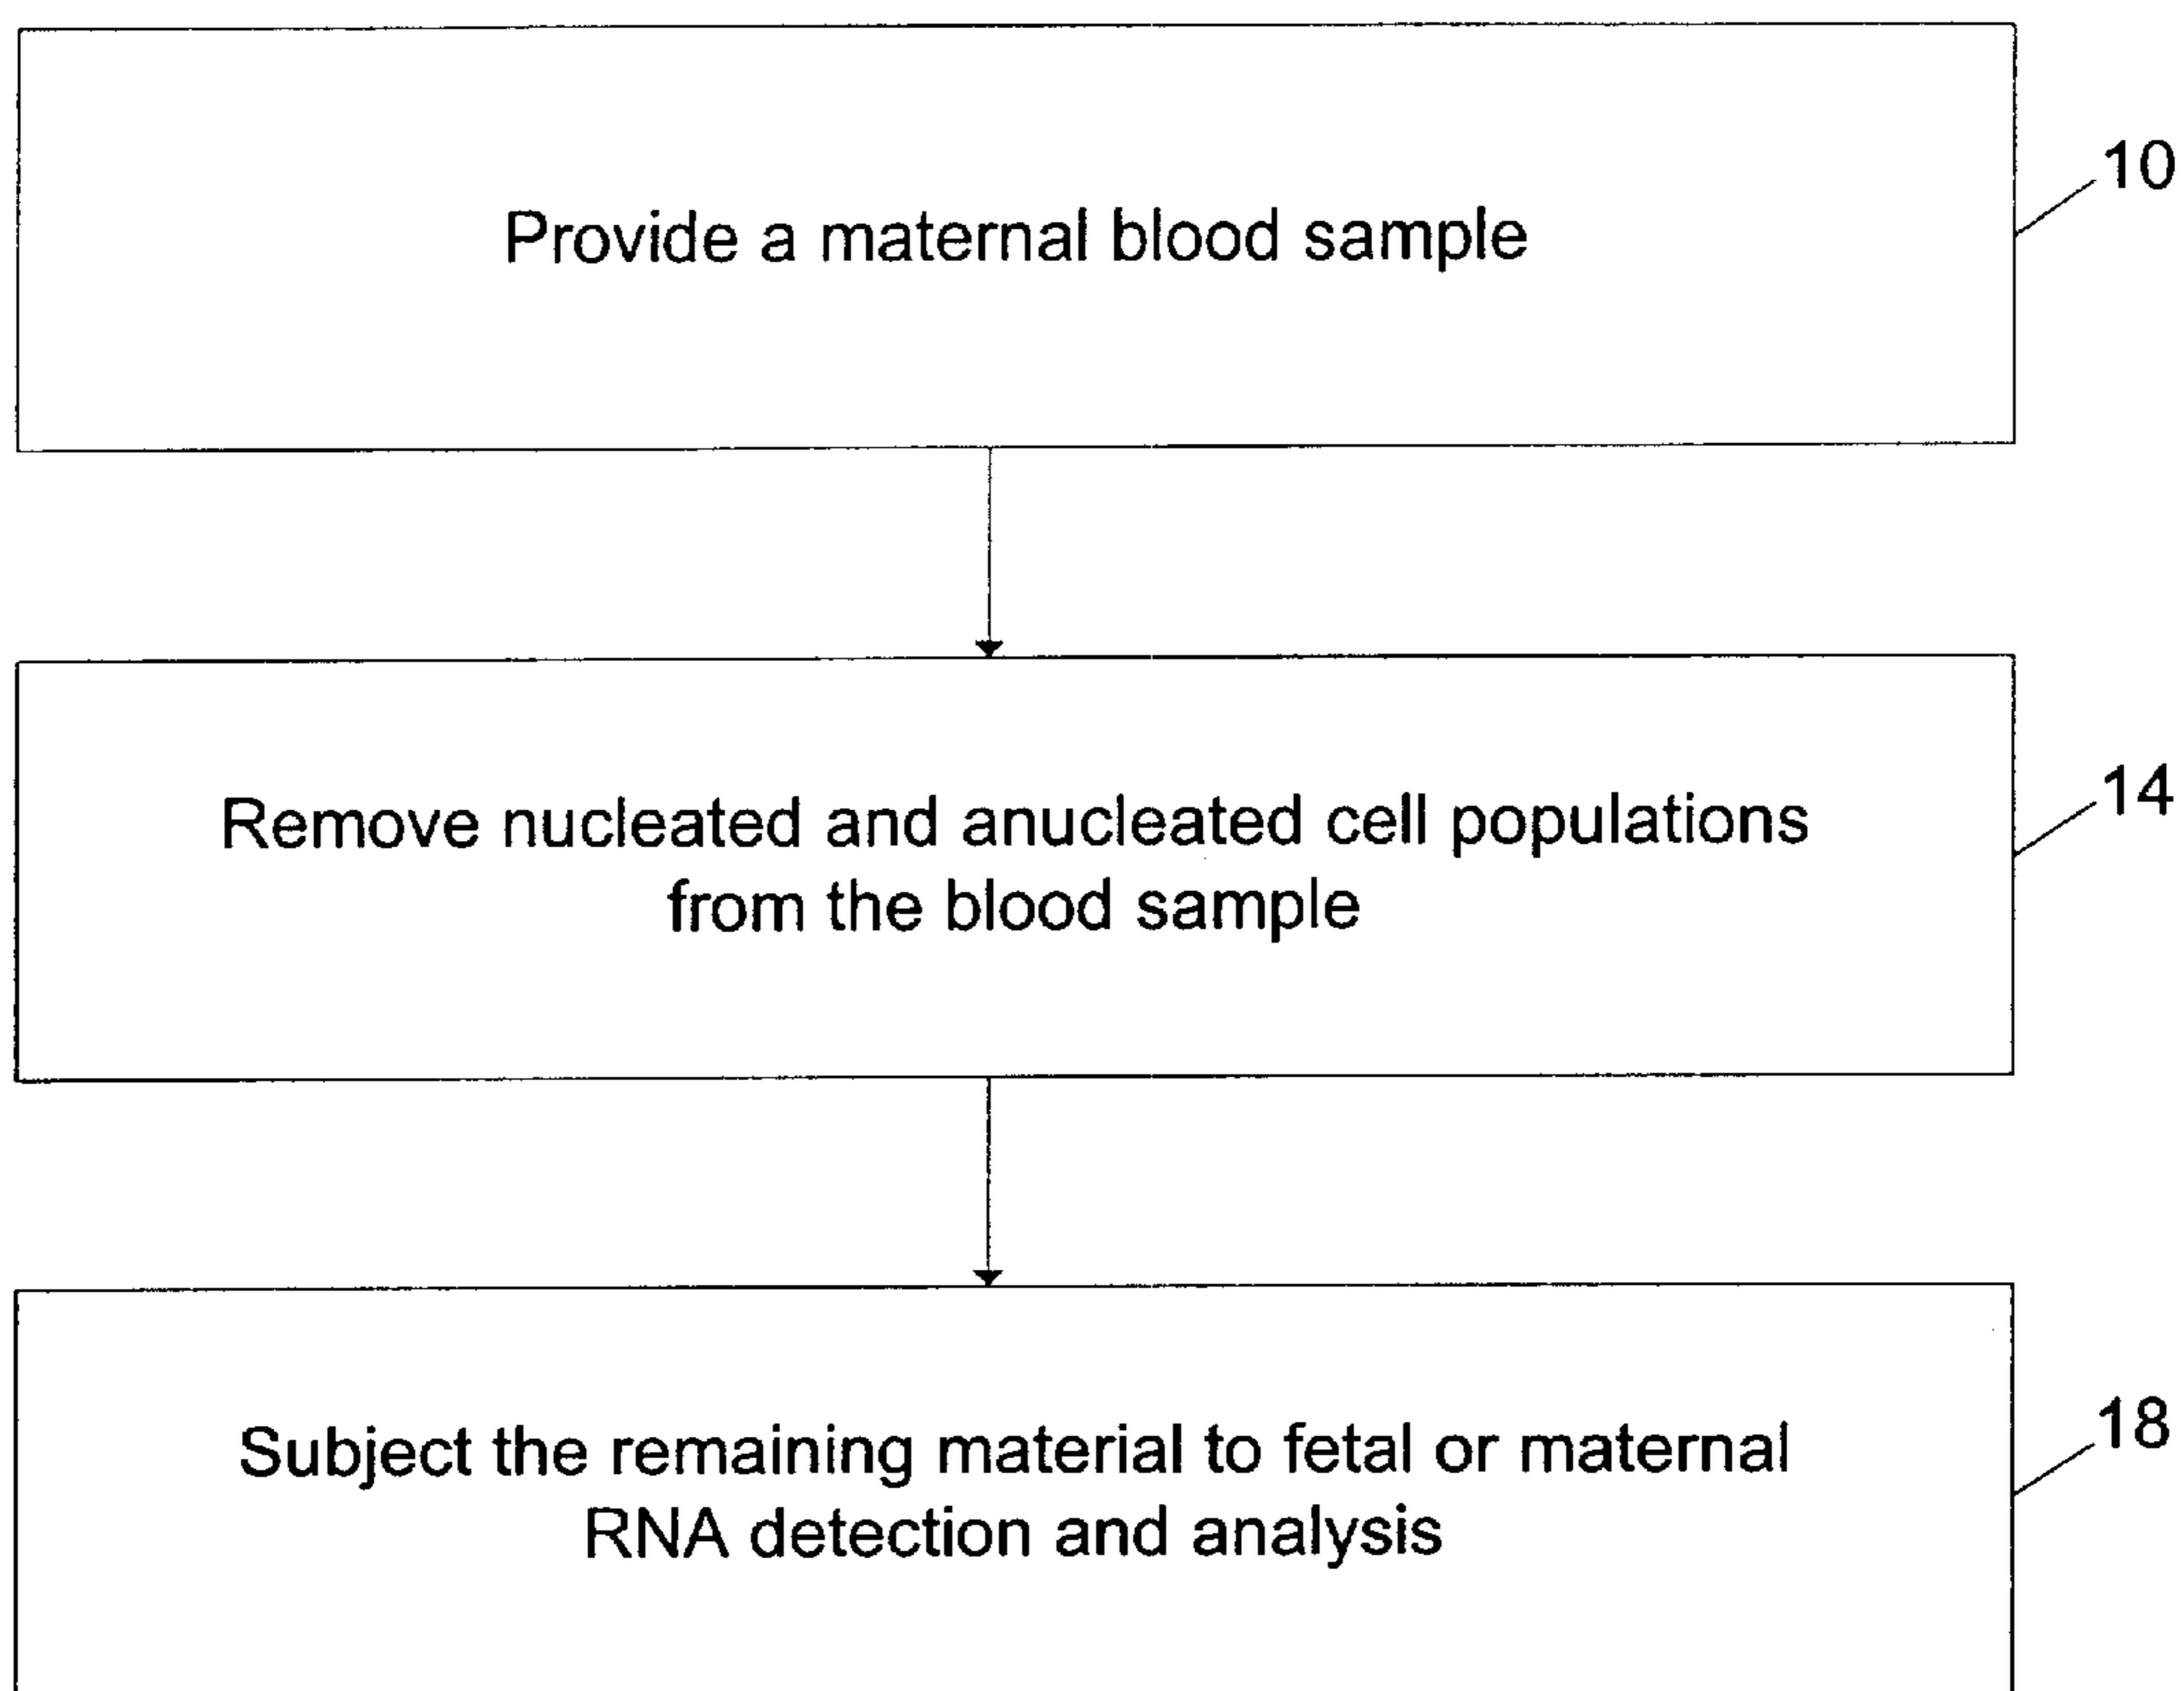 Provide a maternal blood sample
10
Remove nucleated and anucleated cell populations
from the blood sample
14
Subject the remaining material to fetal or maternal
RNA detection and analysis
18